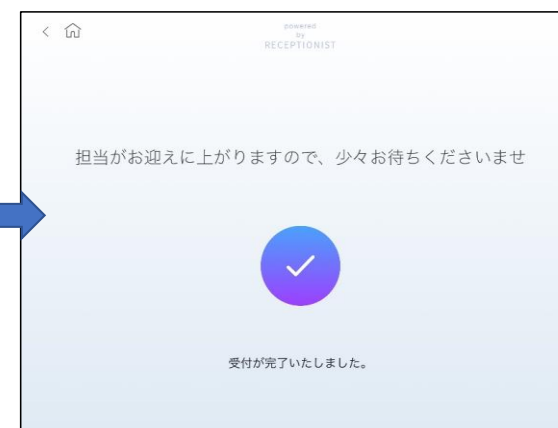 powered
by
RECEPTIONIST
担当がお迎えに上がりますので、少々お待ちくださいませ
受付が完了いたしました。